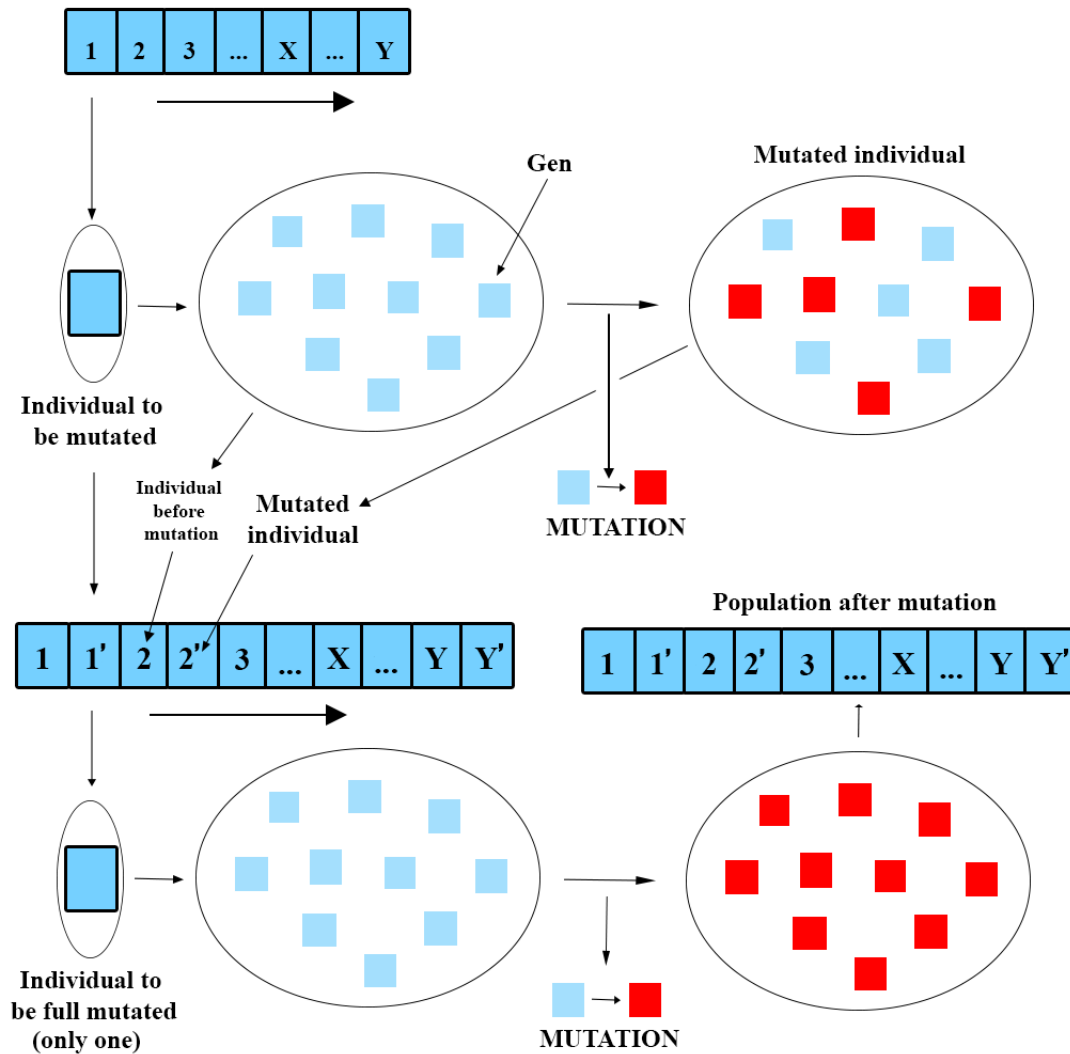 1 2 3 ... X ... Y
Gen
Mutated individual
Individual to
be mutated
Individual
before
mutation
Mutated
individual
MUTATION
Population after mutation
1 1' 2 2'' 3 ... X ... Y Y'
1 1' 2 2' 3 ... X ... Y Y'
Individual to
be full mutated
(only one)
MUTATION